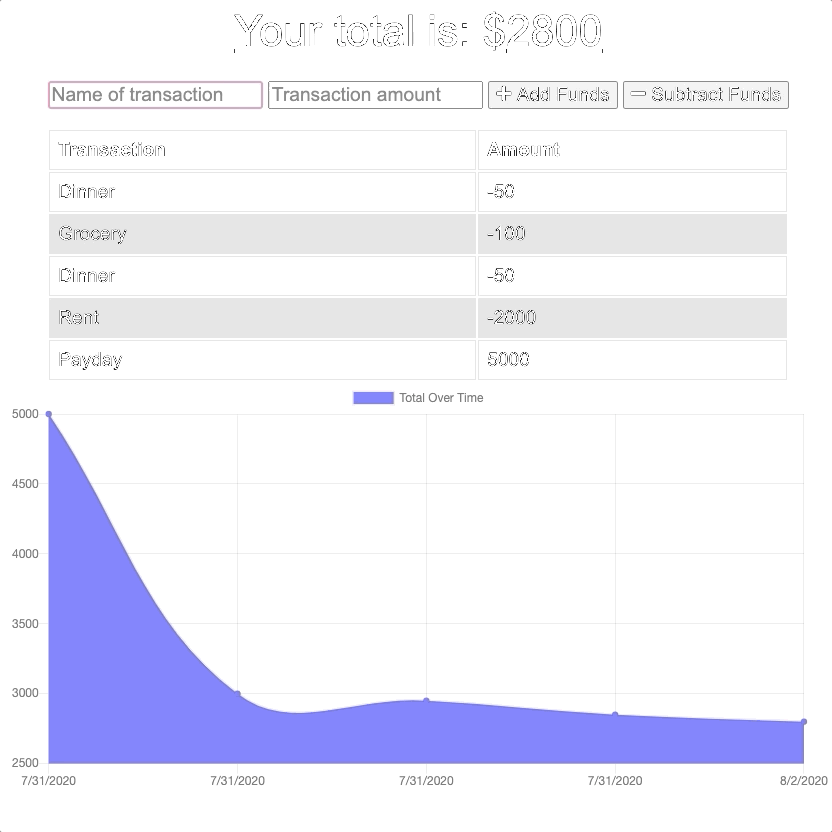 Your total is: $2800
Name of transaction Transaction amount + Add Funds − Subtract Funds
Transaction Amount
Dinner -50
Grocery -100
Dinner -50
Rent -2000
Payday 5000
Total Over Time
5000
4500
4000
3500
3000
2500
7/31/2020 7/31/2020 7/31/2020 7/31/2020 8/2/2020